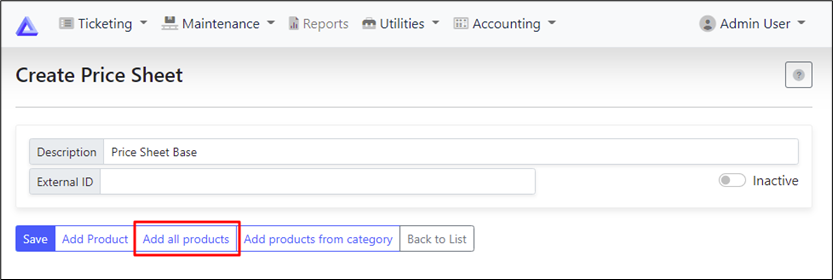 Ticketing Maintenance Reports Utilities Accounting Admin User
Create Price Sheet
?
Description Price Sheet Base
External ID
Inactive
Save Add Product Add all products Add products from category Back to List